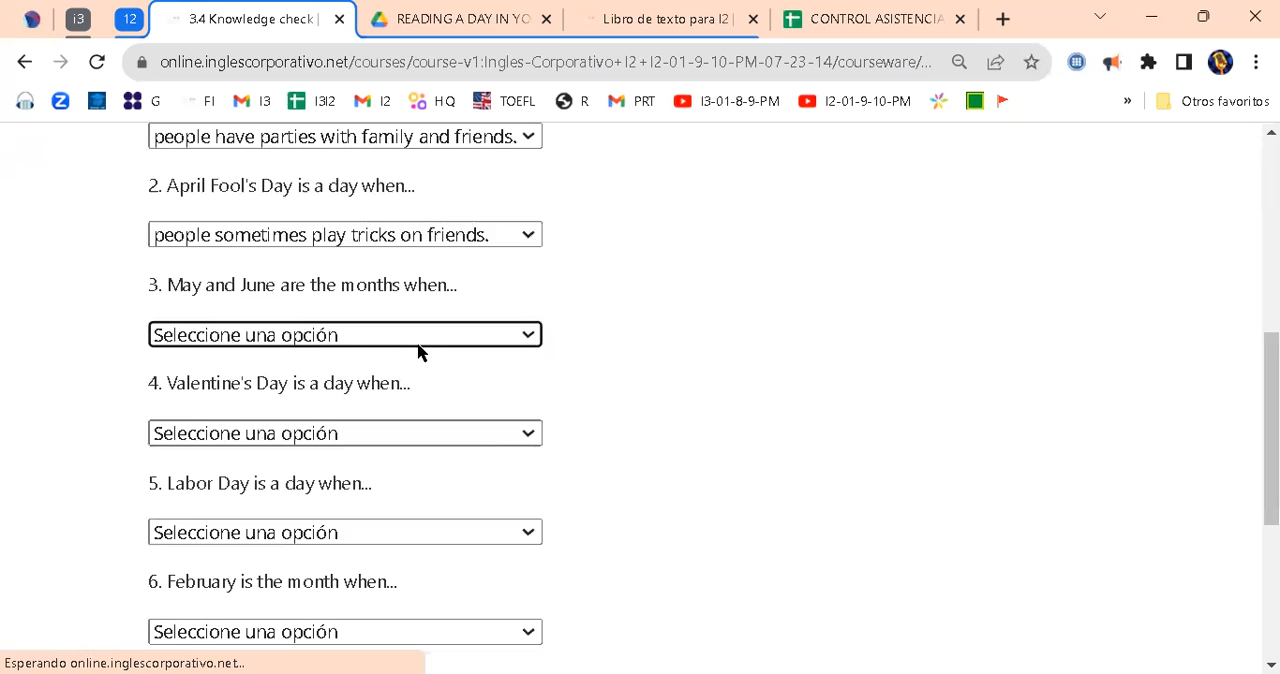 i3
12
3.4 Knowledge check |
READING A DAY IN YO
Libro de texto para I2 |
CONTROL ASISTENCIA
online.inglescorporativo.net/courses/course-v1:Ingles-Corporativo+I2+I2-01-9-10-PM-07-23-14/courseware/...
G
FI
I3
I3I2
I2
HQ
TOEFL
R
PRT
I3-01-8-9-PM
I2-01-9-10-PM
»
Otros favoritos
people have parties with family and friends.
2. April Fool's Day is a day when...
people sometimes play tricks on friends.
3. May and June are the months when...
Seleccione una opción
4. Valentine's Day is a day when...
Seleccione una opción
5. Labor Day is a day when...
Seleccione una opción
6. February is the month when...
Seleccione una opción
Esperando online.inglescorporativo.net...